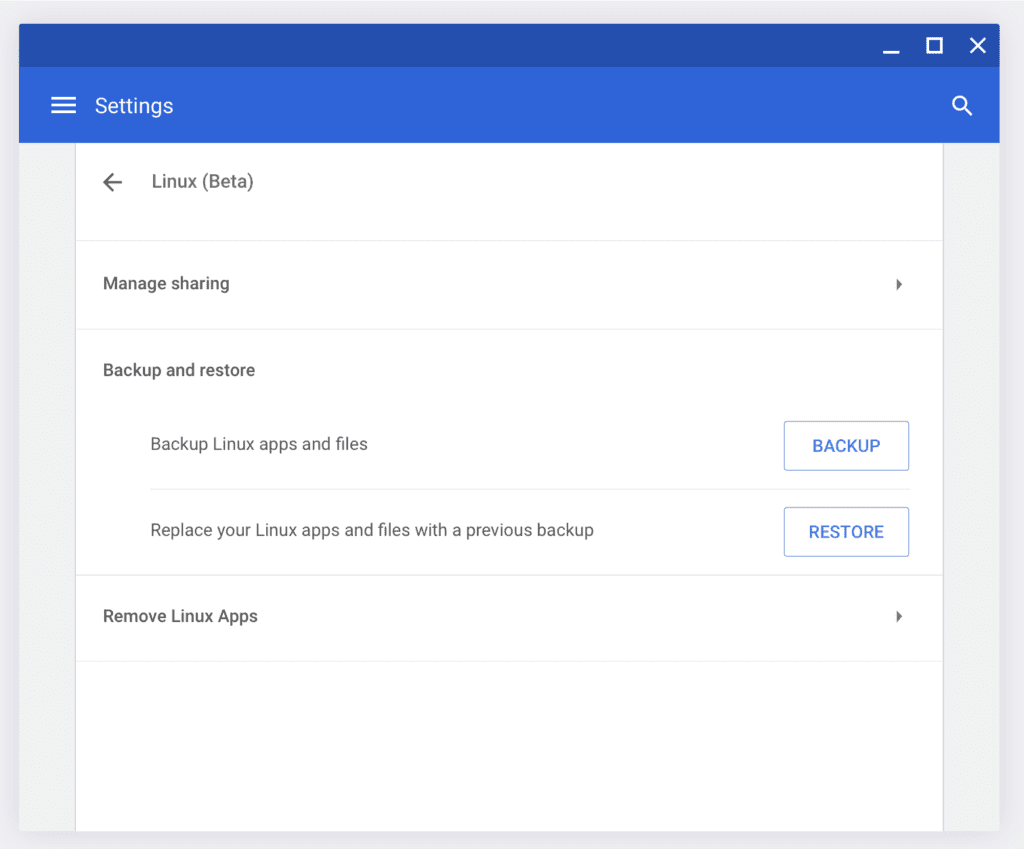 Settings
Linux (Beta)
Manage sharing
Backup and restore
Backup Linux apps and files
BACKUP
Replace your Linux apps and files with a previous backup
RESTORE
Remove Linux Apps